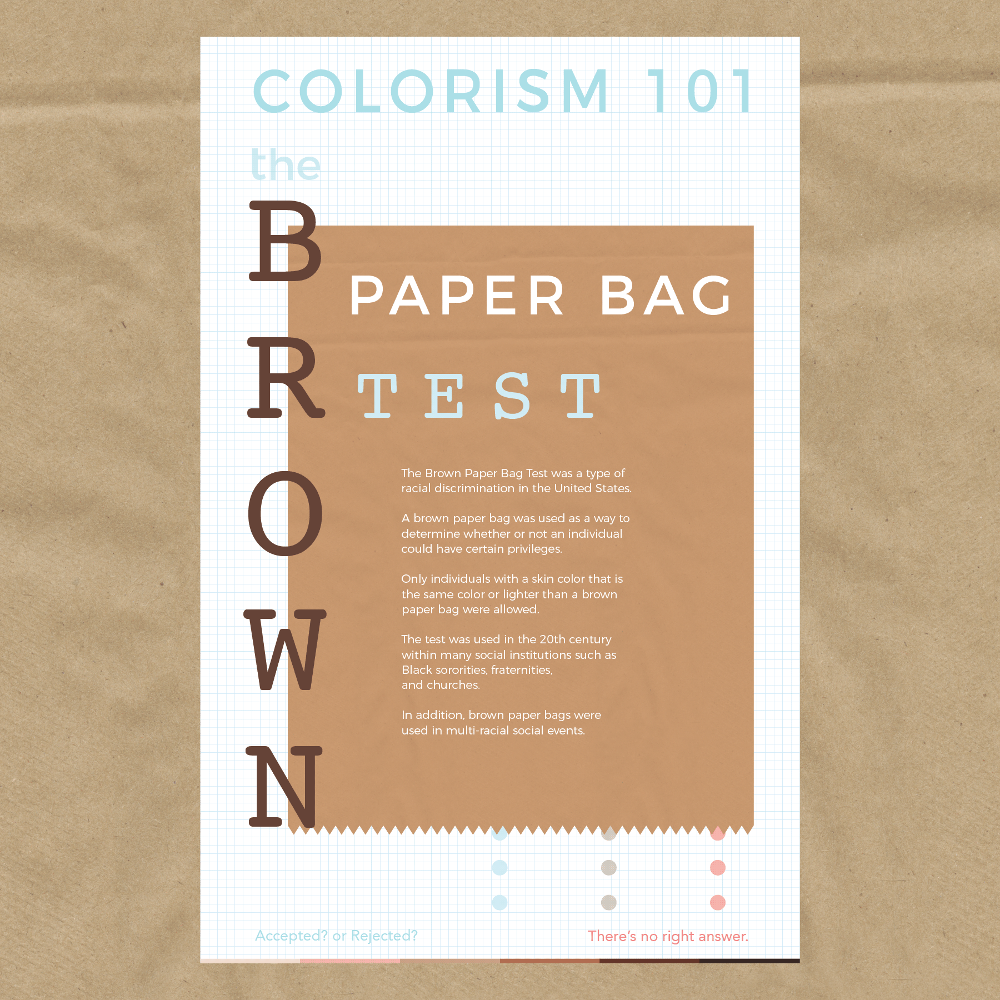 COLORISM 101
the
BROWN
PAPER BAG
TEST
The Brown Paper Bag Test was a type of
racial discrimination in the United States.
A brown paper bag was used as a way to
determine whether or not an individual
could have certain privileges.
Only individuals with a skin color that is
the same color or lighter than a brown
paper bag were allowed.
The test was used in the 20th century
within many social institutions such as
Black sororities, fraternities,
and churches.
In addition, brown paper bags were
used in multi-racial social events.
Accepted? or Rejected?
There's no right answer.